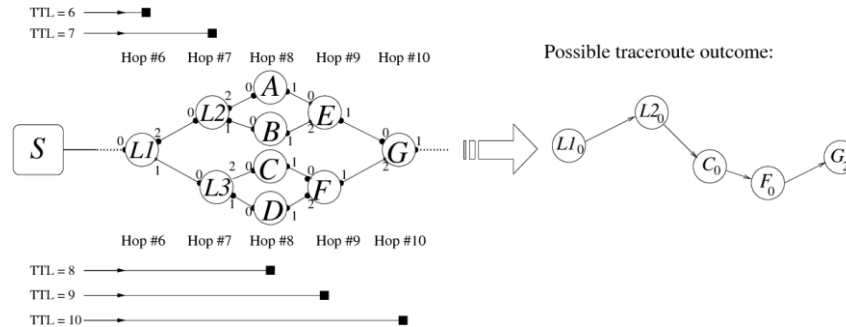 TTL = 6
TTL = 7
Hop #6 Hop #7 Hop #8 Hop #9 Hop #10
Possible traceroute outcome:
S
0 L1 2 1
0 L2 2 1
0 L3 2 1
0 A 1
0 B 1
0 C 1
0 D 1
0 E 1 2
0 F 1 2
0 G 1 2
L1₀
L2₀
C₀
F₀
G₂
Hop #6 Hop #7 Hop #8 Hop #9 Hop #10
TTL = 8
TTL = 9
TTL = 10